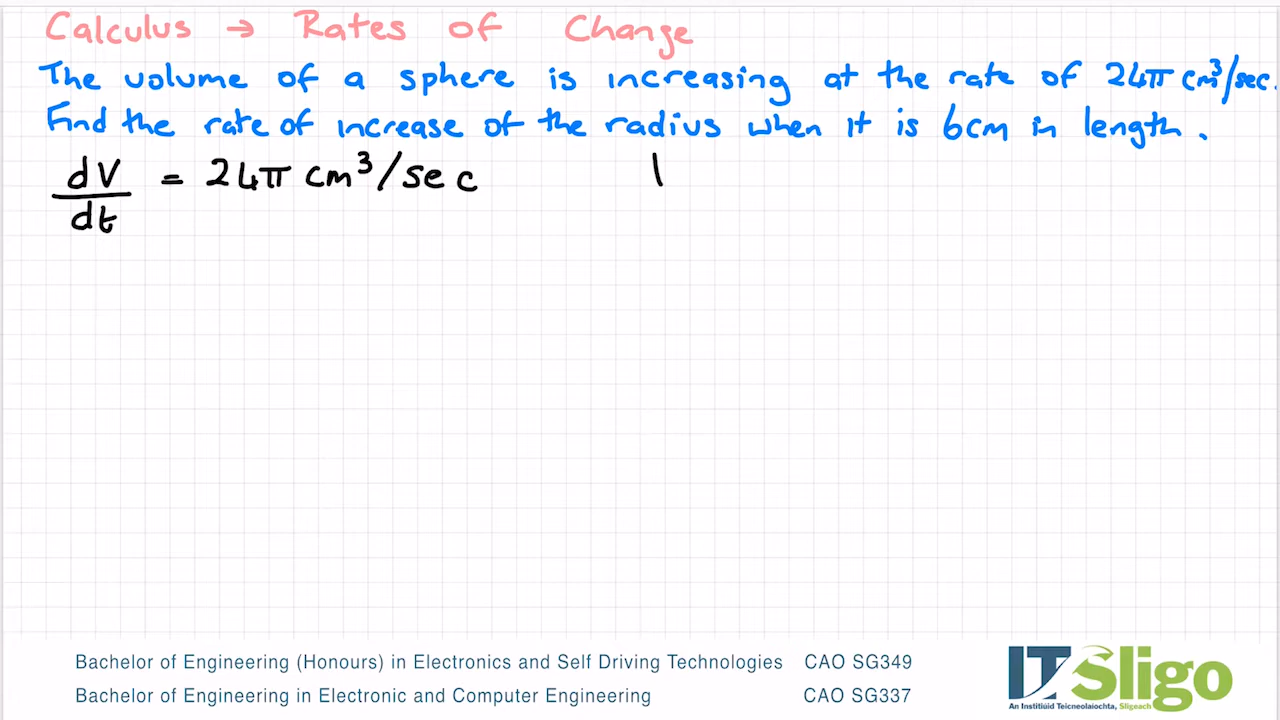 Calculus → Rates of Change
The volume of a sphere is increasing at the rate of 24π cm³/sec.
Find the rate of increase of the radius when it is 6cm in length.
dV/dt = 24π cm³/sec
Bachelor of Engineering (Honours) in Electronics and Self Driving Technologies CAO SG349
Bachelor of Engineering in Electronic and Computer Engineering CAO SG337
IT Sligo
An Institiúid Teicneolaíochta, Sligeach